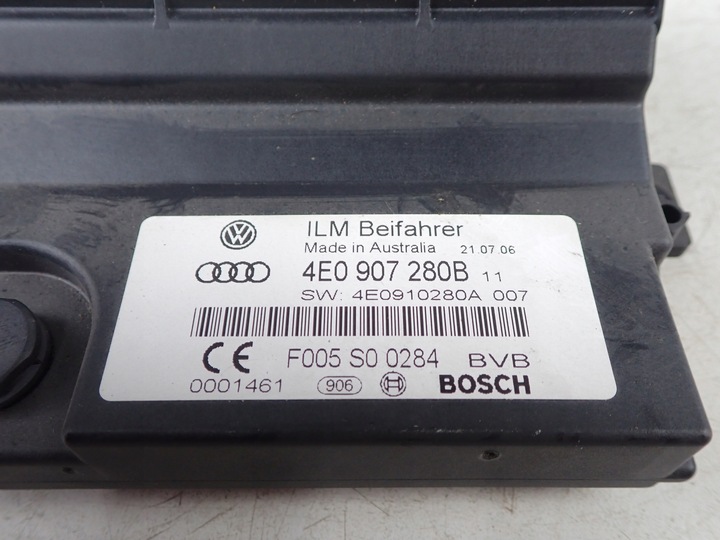 ILM Beifahrer
Made in Australia 21.07.06
4E0 907 280B 11
SW: 4E0910280A 007
CE F005 S0 0284 BVB
0001461 906 BOSCH